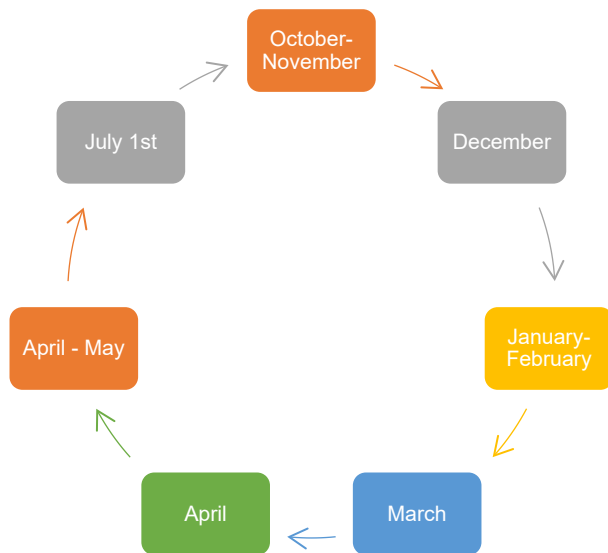 October-
November
December
January-
February
March
April
April - May
July 1st